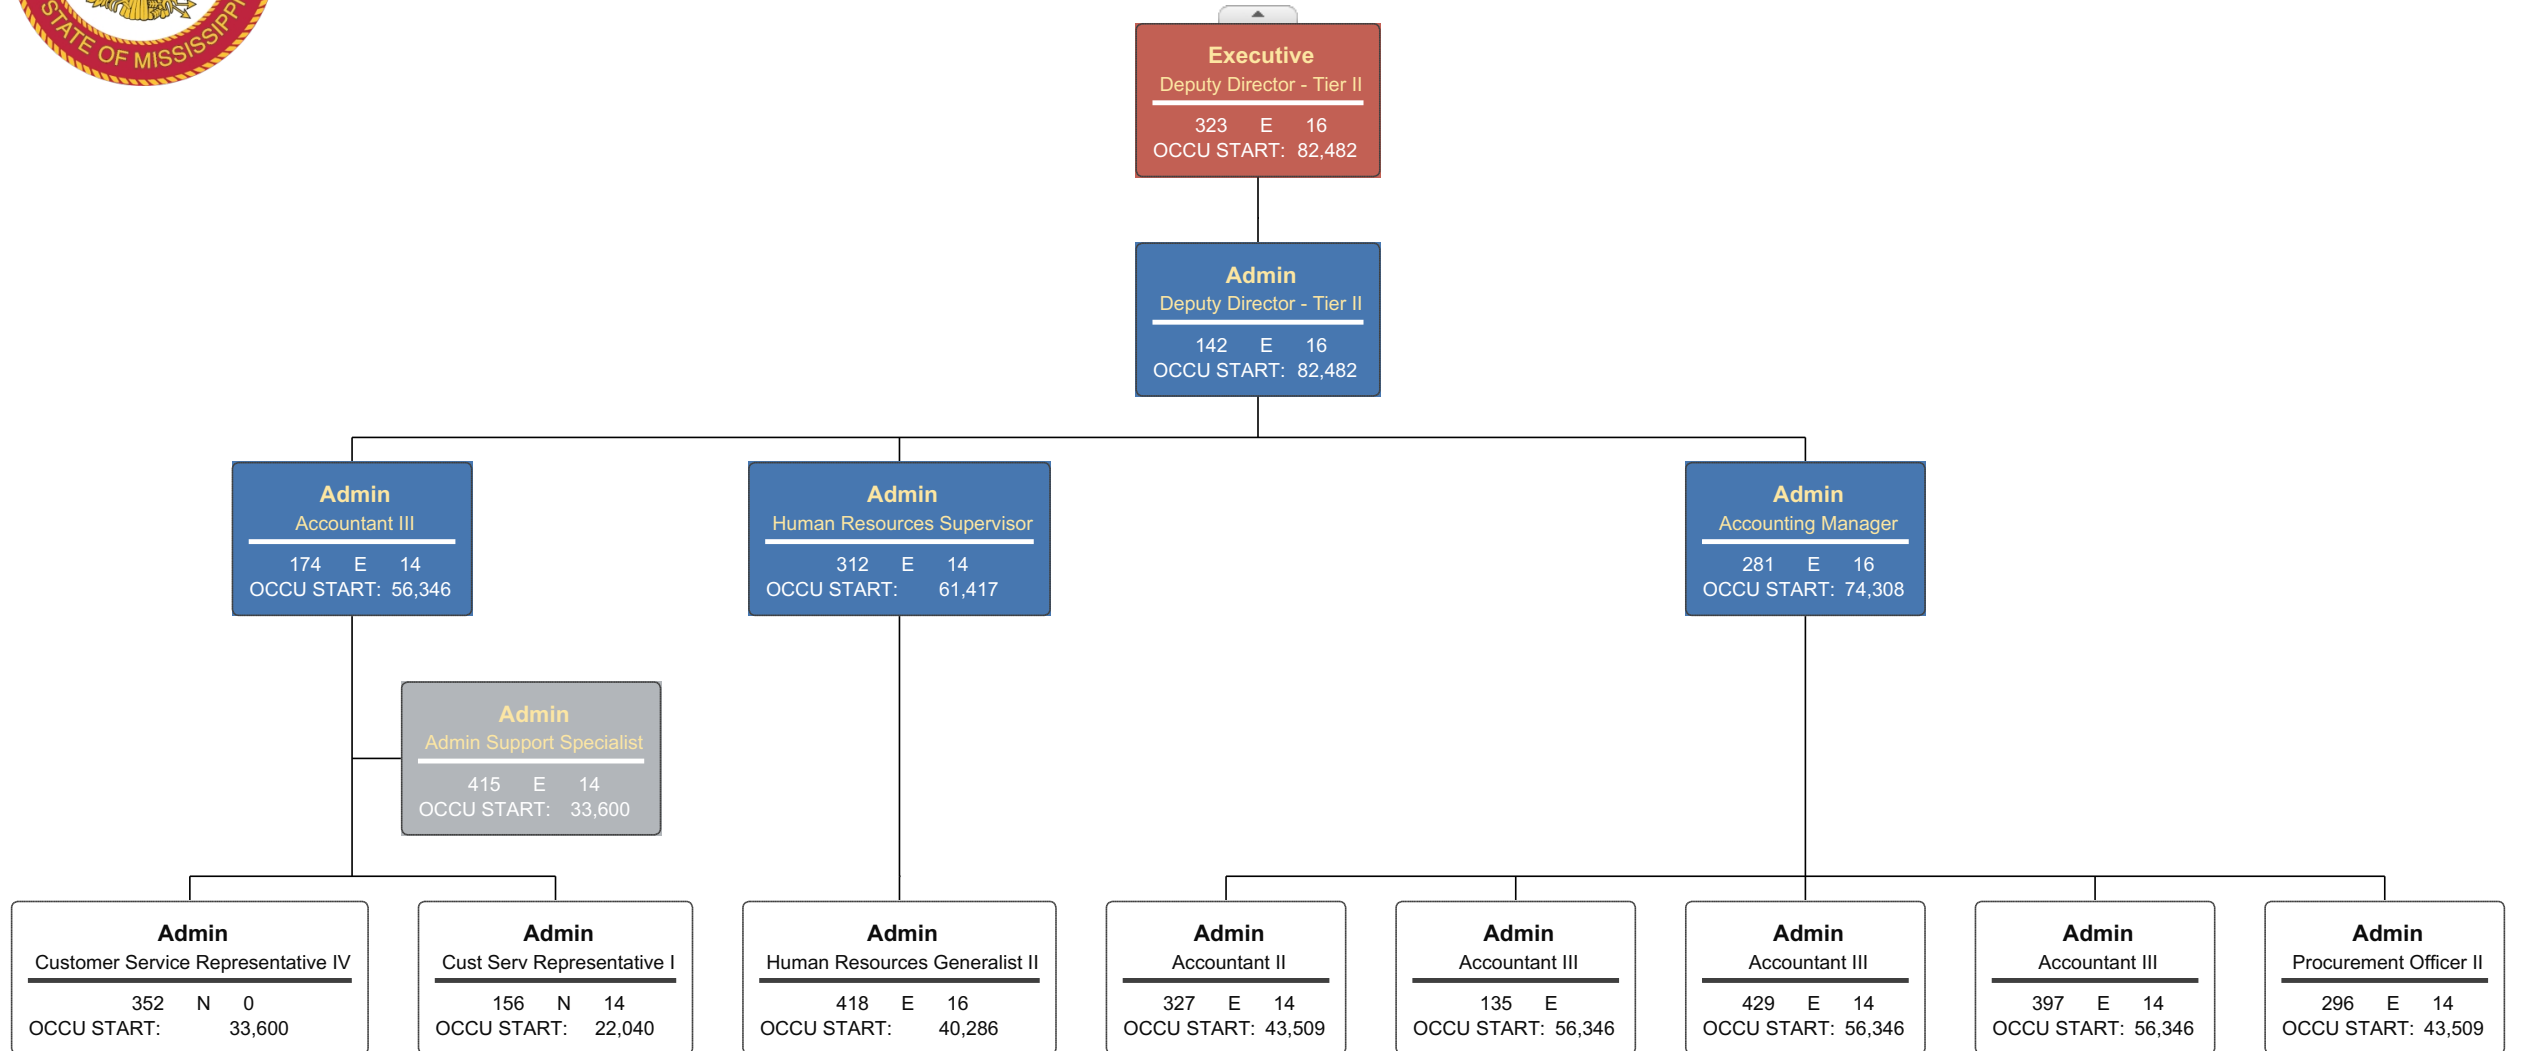 STATE OF MISSISSIPPI
Executive
Deputy Director - Tier II
323 E 16
OCCU START: 82,482
Admin
Deputy Director - Tier II
142 E 16
OCCU START: 82,482
Admin
Accountant III
174 E 14
OCCU START: 56,346
Admin
Human Resources Supervisor
312 E 14
OCCU START: 61,417
Admin
Accounting Manager
281 E 16
OCCU START: 74,308
Admin
Admin Support Specialist
415 E 14
OCCU START: 33,600
Admin
Customer Service Representative IV
352 N 0
OCCU START: 33,600
Admin
Cust Serv Representative I
156 N 14
OCCU START: 22,040
Admin
Human Resources Generalist II
418 E 16
OCCU START: 40,286
Admin
Accountant II
327 E 14
OCCU START: 43,509
Admin
Accountant III
135 E
OCCU START: 56,346
Admin
Accountant III
429 E 14
OCCU START: 56,346
Admin
Accountant III
397 E 14
OCCU START: 56,346
Admin
Procurement Officer II
296 E 14
OCCU START: 43,509